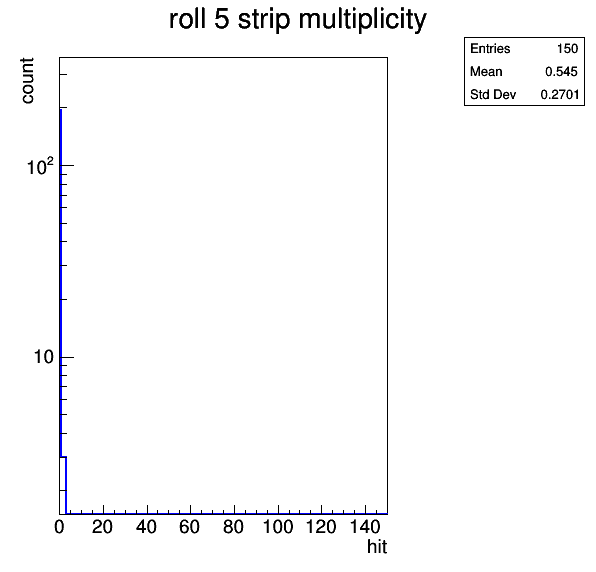 roll 5 strip multiplicity
Entries 150
Mean 0.545
Std Dev 0.2701
count
10²
10
0 20 40 60 80 100 120 140
hit